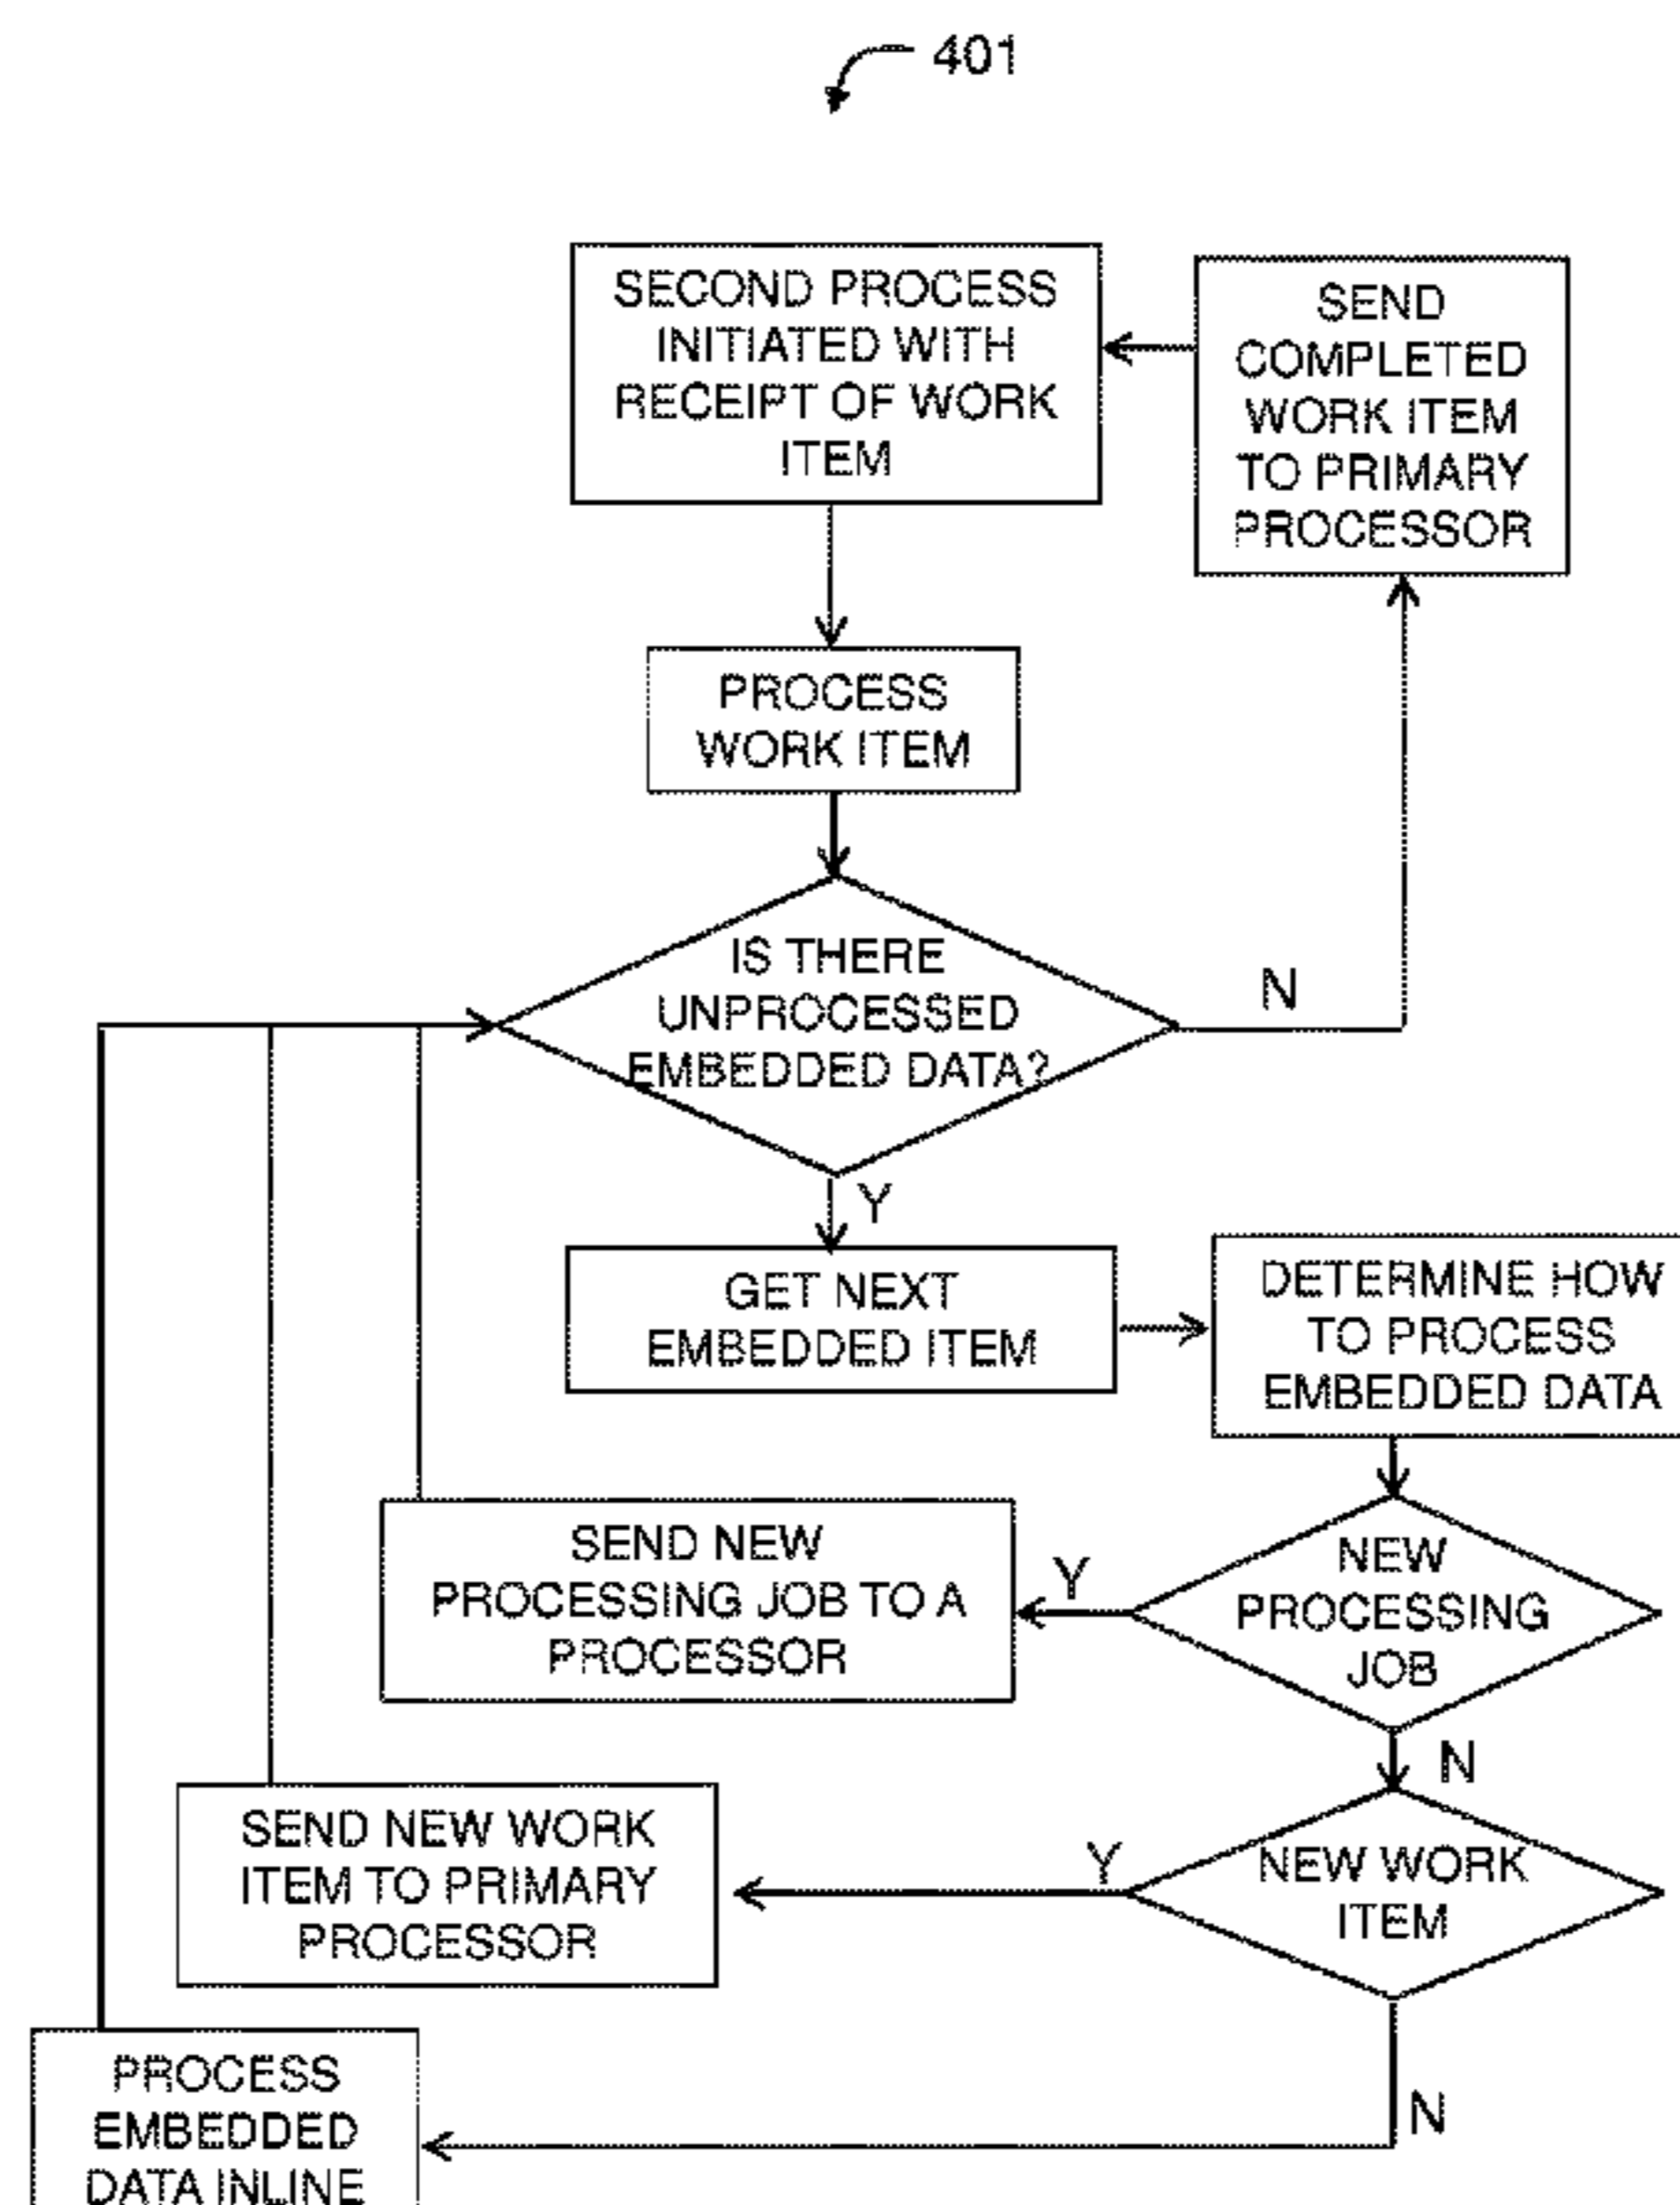 401
SECOND PROCESS
INITIATED WITH
RECEIPT OF WORK
ITEM
SEND
COMPLETED
WORK ITEM
TO PRIMARY
PROCESSOR
PROCESS
WORK ITEM
IS THERE
UNPROCESSED
EMBEDDED DATA?
N
Y
GET NEXT
EMBEDDED ITEM
DETERMINE HOW
TO PROCESS
EMBEDDED DATA
SEND NEW
PROCESSING JOB TO A
PROCESSOR
Y
NEW
PROCESSING
JOB
N
SEND NEW WORK
ITEM TO PRIMARY
PROCESSOR
Y
NEW WORK
ITEM
N
PROCESS
EMBEDDED
DATA INLINE